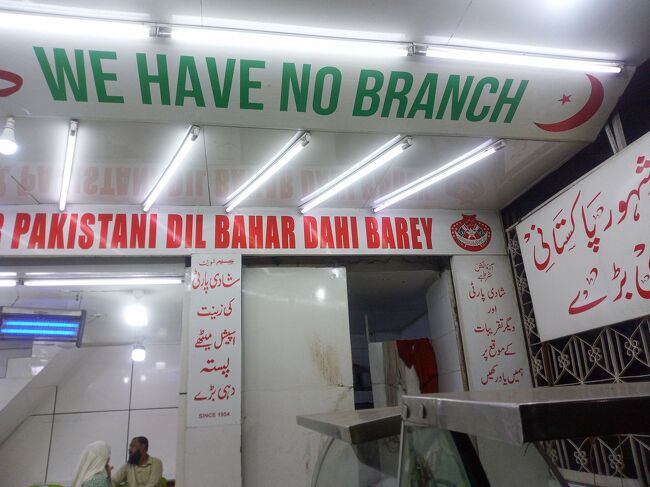 WE HAVE NO BRANCH
PAKISTANI DIL BAHAR DAHI BAREY
شادی پارٹی
کی زینت
اسپیشل میٹھے
پستہ
دہی بڑے
SINCE 1954
شادی پارٹی
اور
دیگر تقریبات
کے موقع پر
ہمیں یاد رکھیں
پاکستانی
بڑے